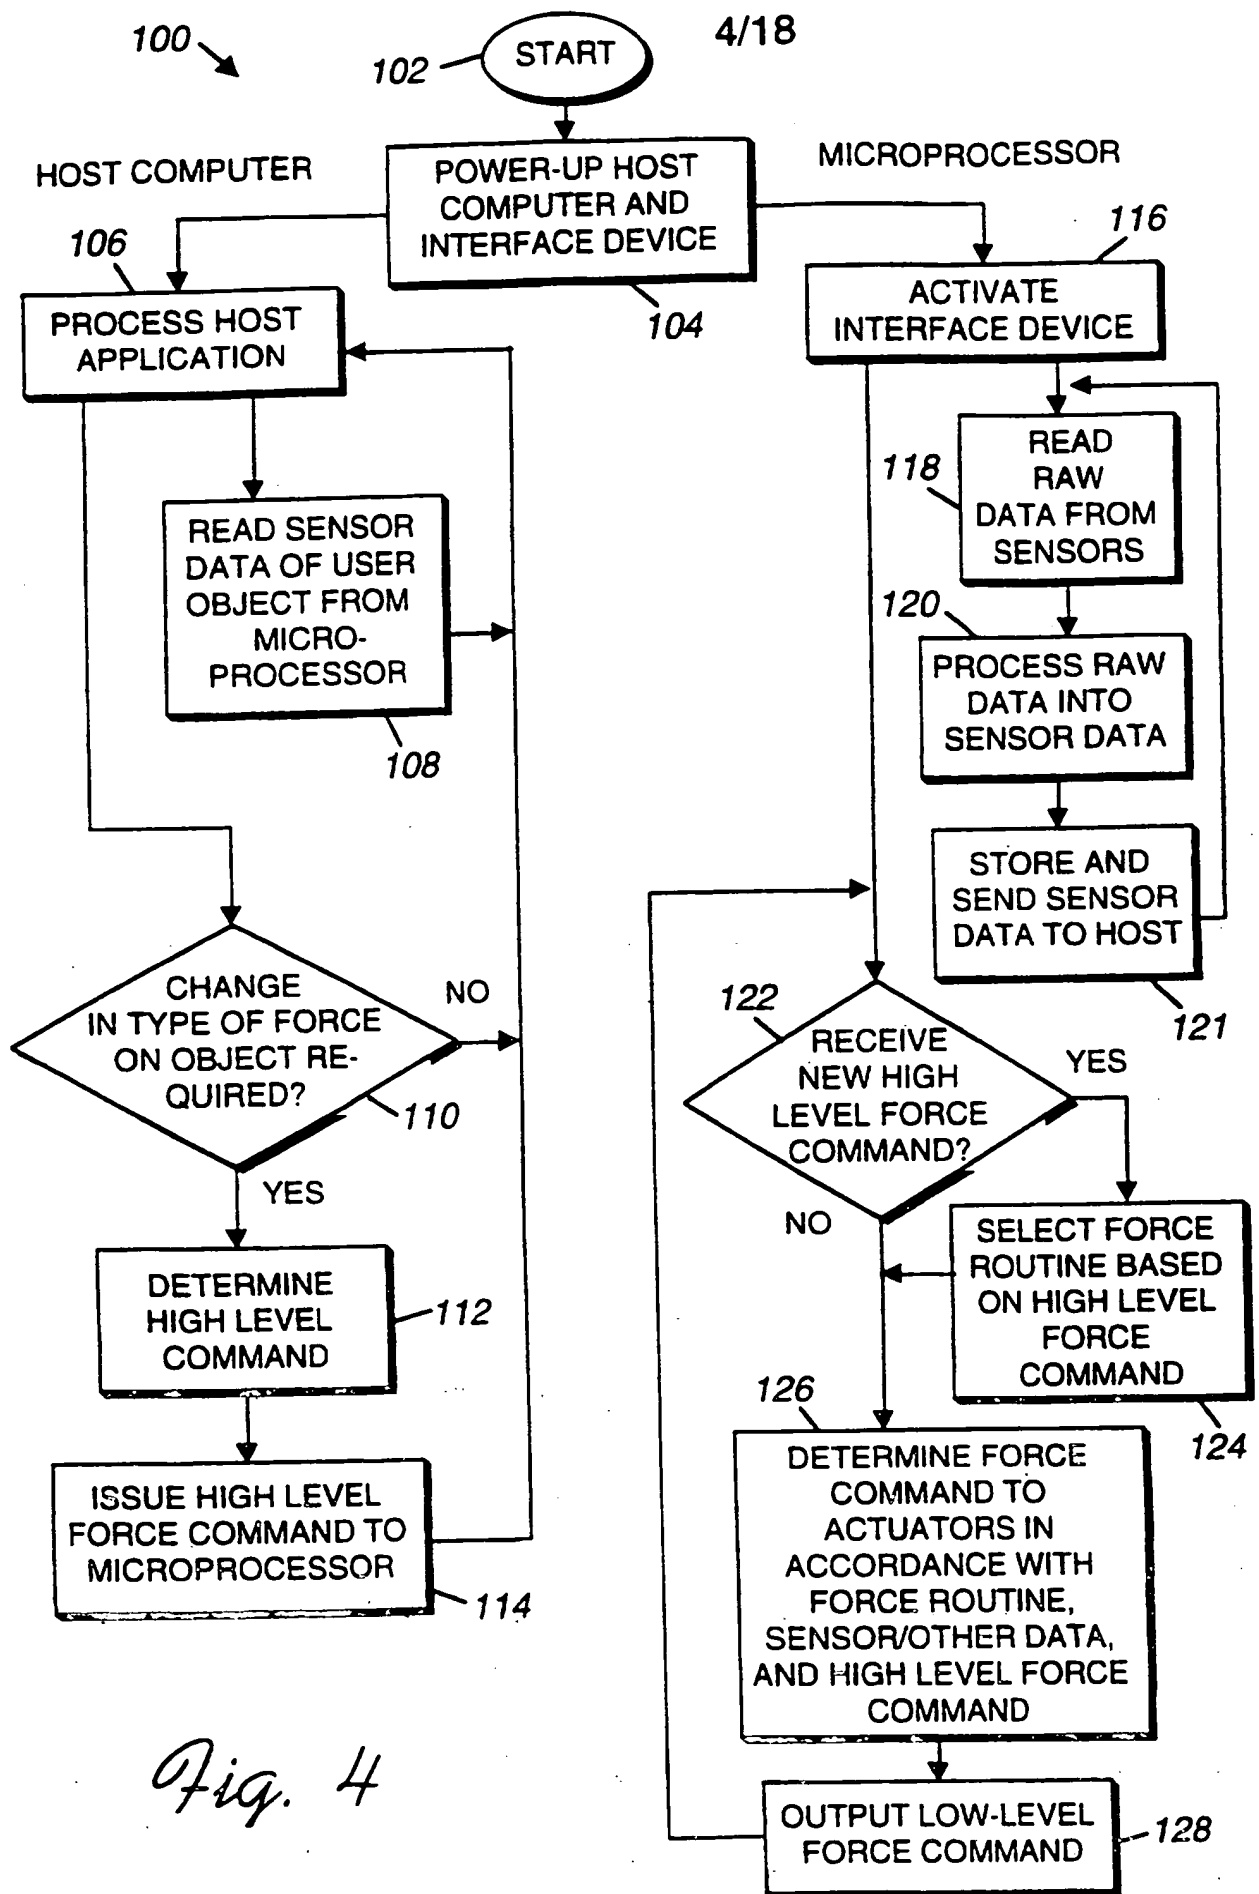 4/18
100
102
START
HOST COMPUTER
MICROPROCESSOR
POWER-UP HOST
COMPUTER AND
INTERFACE DEVICE
104
106
PROCESS HOST
APPLICATION
READ SENSOR
DATA OF USER
OBJECT FROM
MICRO-
PROCESSOR
108
CHANGE
IN TYPE OF FORCE
ON OBJECT RE-
QUIRED?
110
NO
YES
DETERMINE
HIGH LEVEL
COMMAND
112
ISSUE HIGH LEVEL
FORCE COMMAND TO
MICROPROCESSOR
114
116
ACTIVATE
INTERFACE DEVICE
118
READ
RAW
DATA FROM
SENSORS
120
PROCESS RAW
DATA INTO
SENSOR DATA
STORE AND
SEND SENSOR
DATA TO HOST
121
122
RECEIVE
NEW HIGH
LEVEL FORCE
COMMAND?
YES
NO
SELECT FORCE
ROUTINE BASED
ON HIGH LEVEL
FORCE
COMMAND
124
126
DETERMINE FORCE
COMMAND TO
ACTUATORS IN
ACCORDANCE WITH
FORCE ROUTINE,
SENSOR/OTHER DATA,
AND HIGH LEVEL FORCE
COMMAND
OUTPUT LOW-LEVEL
FORCE COMMAND
128
Fig. 4